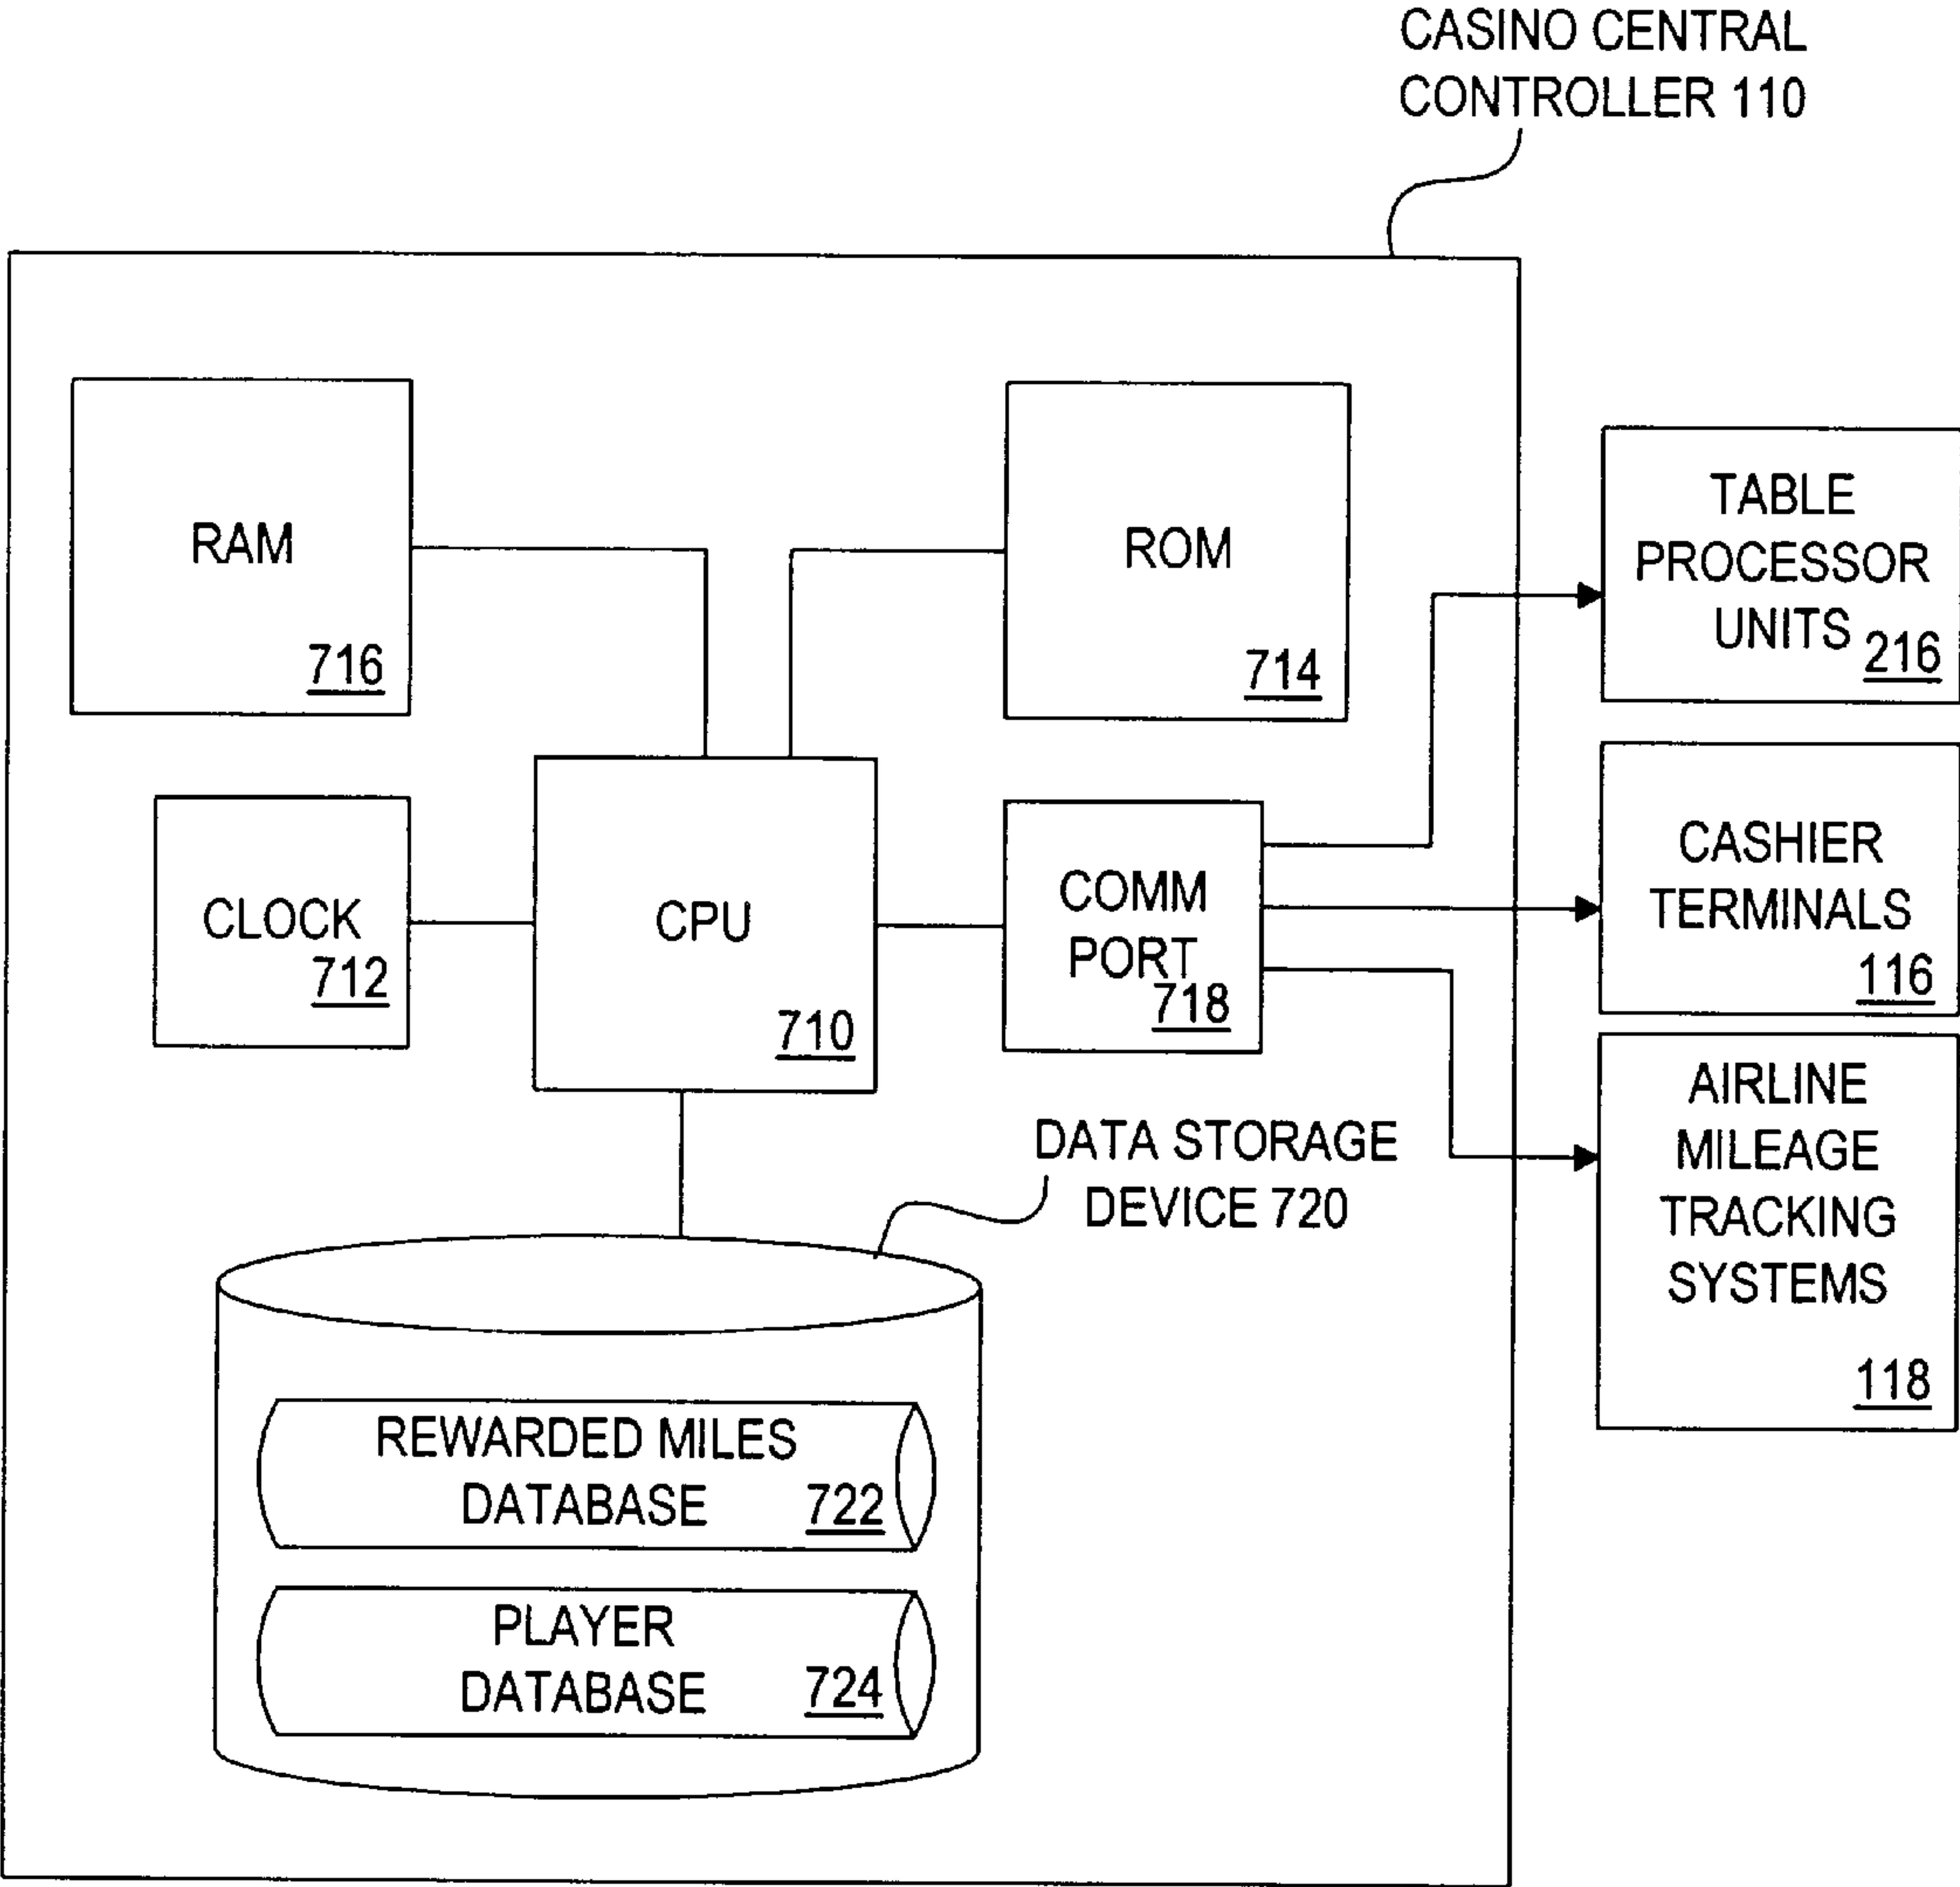 CASINO CENTRAL
CONTROLLER 110
RAM
716
ROM
714
TABLE
PROCESSOR
UNITS 216
CLOCK
712
CPU
710
COMM
PORT
718
CASHIER
TERMINALS
116
AIRLINE
MILEAGE
TRACKING
SYSTEMS
118
DATA STORAGE
DEVICE 720
REWARDED MILES
DATABASE 722
PLAYER
DATABASE 724